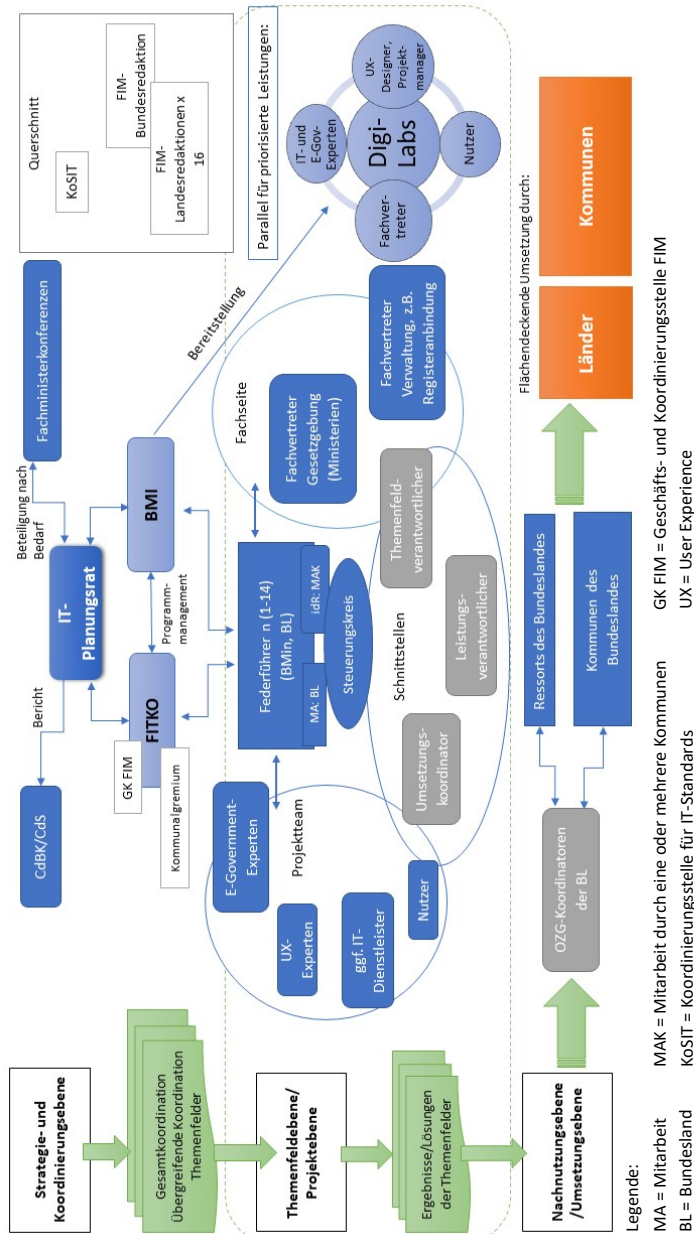 Strategie- und
Koordinierungsebene
Gesamtkoordination
Übergreifende Koordination
Themenfelder
Themenfeldebene/
Projektebene
Ergebnisse/Lösungen
der Themenfelder
Nachnutzungsebene
/Umsetzungsebene
CdBK/CdS
Bericht
IT-
Planungsrat
Beteiligung nach
Bedarf
Fachministerkonferenzen
GK FIM
FITKO
Kommunalgremium
Programm-
management
BMI
Bereitstellung
Querschnitt
KoSIT
FIM-
Bundesredaktion
FIM-
Landesredaktionen x
16
E-Government-
Experten
Projektteam
UX-
Experten
ggf. IT-
Dienstleister
Nutzer
Federführer n (1-14)
(BMin, BL)
MA: BL
idR: MAK
Steuerungskreis
Schnittstellen
Umsetzungs-
koordinator
Leistungs-
verantwortlicher
Themenfeld-
verantwortlicher
Fachseite
Fachvertreter
Gesetzgebung
(Ministerien)
Fachvertreter
Verwaltung, z.B.
Registeranbindung
Parallel für priorisierte Leistungen:
IT- und
E-Gov-
Experten
UX-
Designer,
Projekt-
manager
Digi-
Labs
Fachver-
treter
Nutzer
OZG-Koordinatoren
der BL
Ressorts des Bundeslandes
Kommunen des
Bundeslandes
Flächendeckende Umsetzung durch:
Länder
Kommunen
Legende:
MA = Mitarbeit
BL = Bundesland
MAK = Mitarbeit durch eine oder mehrere Kommunen
KoSIT = Koordinierungsstelle für IT-Standards
GK FIM = Geschäfts- und Koordinierungsstelle FIM
UX = User Experience